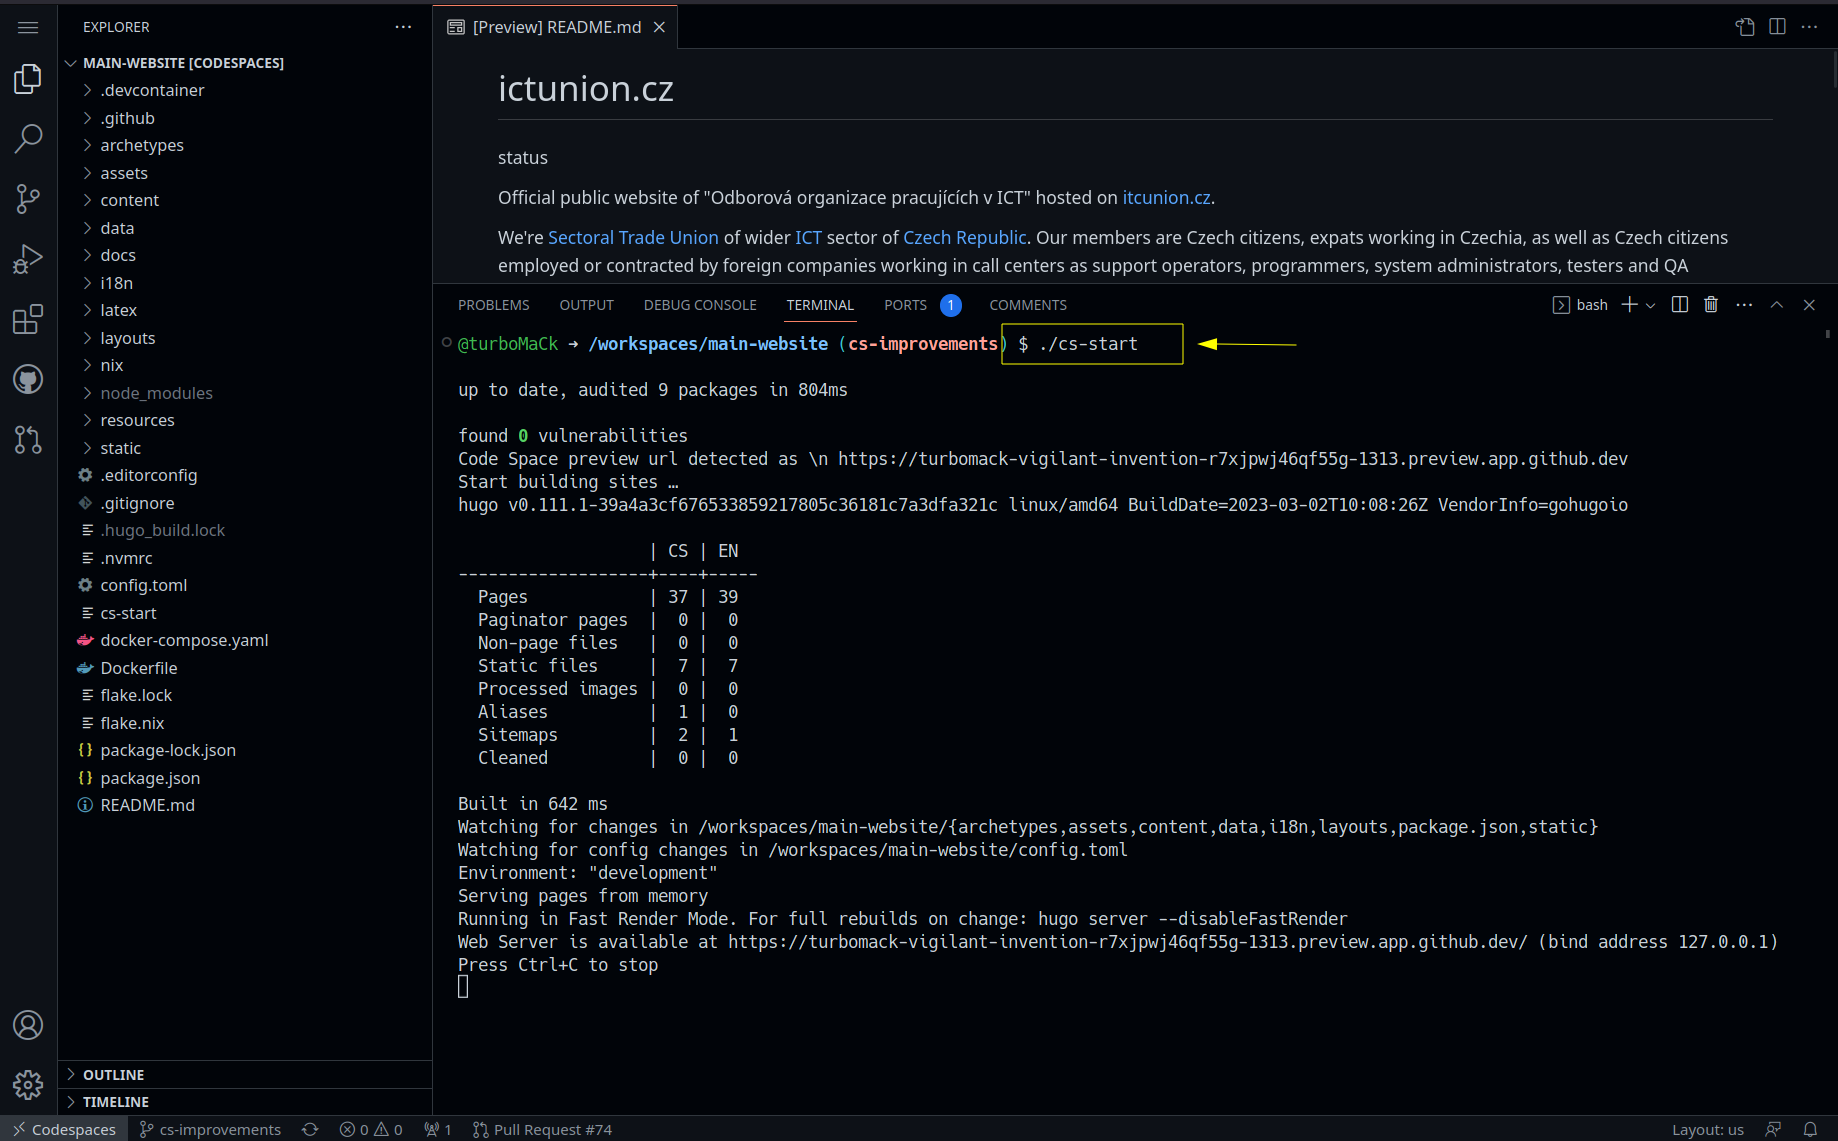 EXPLORER
MAIN-WEBSITE [CODESPACES]
.devcontainer
.github
archetypes
assets
content
data
docs
i18n
latex
layouts
nix
node_modules
resources
static
.editorconfig
.gitignore
.hugo_build.lock
.nvmrc
config.toml
cs-start
docker-compose.yaml
Dockerfile
flake.lock
flake.nix
package-lock.json
package.json
README.md
OUTLINE
TIMELINE
[Preview] README.md
ictunion.cz
status
Official public website of "Odborová organizace pracujících v ICT" hosted on itcunion.cz.
We're Sectoral Trade Union of wider ICT sector of Czech Republic. Our members are Czech citizens, expats working in Czechia, as well as Czech citizens
employed or contracted by foreign companies working in call centers as support operators, programmers, system administrators, testers and QA
PROBLEMS OUTPUT DEBUG CONSOLE TERMINAL PORTS 1 COMMENTS bash
@turboMaCk ➜ /workspaces/main-website (cs-improvements) $ ./cs-start
up to date, audited 9 packages in 804ms
found 0 vulnerabilities
Code Space preview url detected as \n https://turbomack-vigilant-invention-r7xjpwj46qf55g-1313.preview.app.github.dev
Start building sites …
hugo v0.111.1-39a4a3cf676533859217805c36181c7a3dfa321c linux/amd64 BuildDate=2023-03-02T10:08:26Z VendorInfo=gohugoio
| CS | EN
-------------------+----+-----
Pages | 37 | 39
Paginator pages | 0 | 0
Non-page files | 0 | 0
Static files | 7 | 7
Processed images | 0 | 0
Aliases | 1 | 0
Sitemaps | 2 | 1
Cleaned | 0 | 0
Built in 642 ms
Watching for changes in /workspaces/main-website/{archetypes,assets,content,data,i18n,layouts,package.json,static}
Watching for config changes in /workspaces/main-website/config.toml
Environment: "development"
Serving pages from memory
Running in Fast Render Mode. For full rebuilds on change: hugo server --disableFastRender
Web Server is available at https://turbomack-vigilant-invention-r7xjpwj46qf55g-1313.preview.app.github.dev/ (bind address 127.0.0.1)
Press Ctrl+C to stop
Codespaces cs-improvements 0 0 1 Pull Request #74 Layout: us